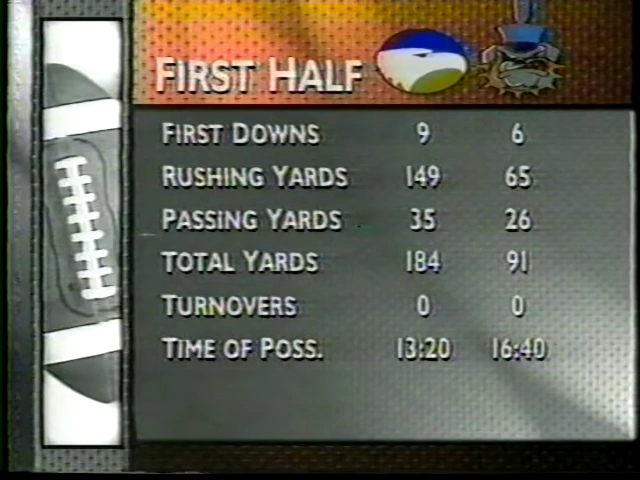 FIRST HALF
FIRST DOWNS 9 6
RUSHING YARDS 149 65
PASSING YARDS 35 26
TOTAL YARDS 184 91
TURNOVERS 0 0
TIME OF POSS. 13:20 16:40